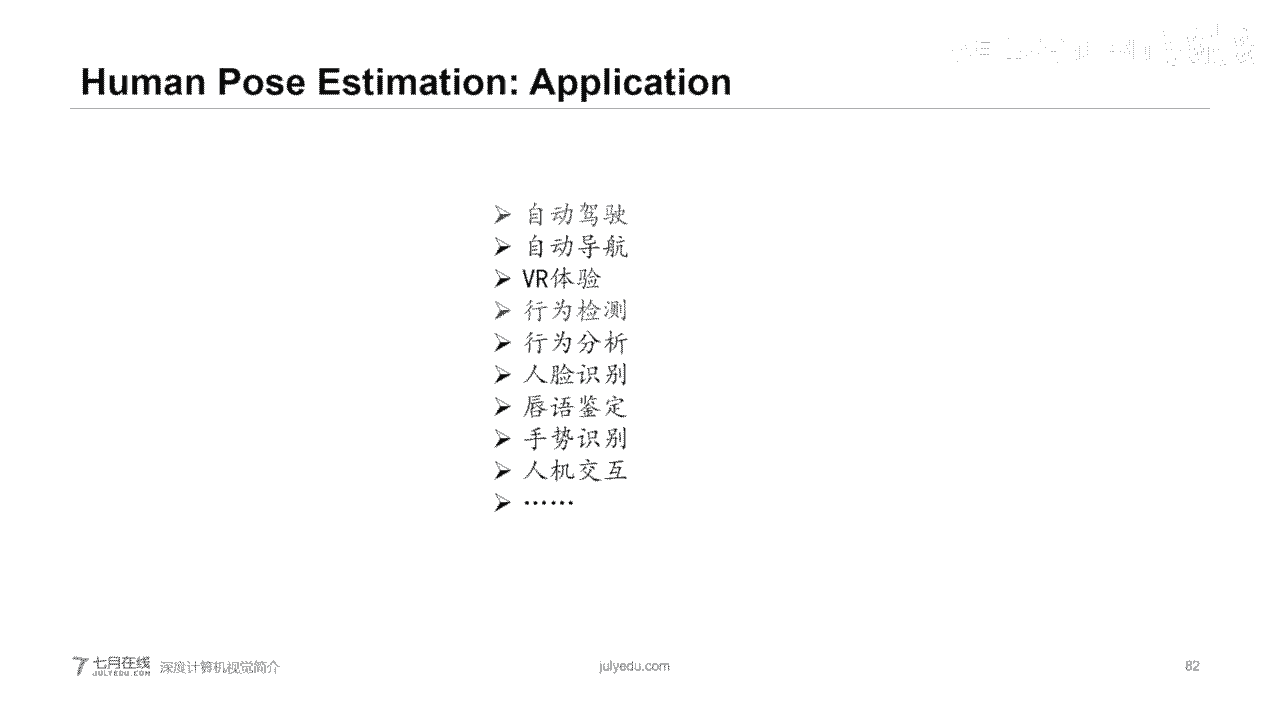 Human Pose Estimation: Application
➢ 自动驾驶
➢ 自动导航
➢ VR体验
➢ 行为检测
➢ 行为分析
➢ 人脸识别
➢ 唇语鉴定
➢ 手势识别
➢ 人机交互
➢ ……
七月在线
JULYEDU.COM
深度计算机视觉简介
julyedu.com
82